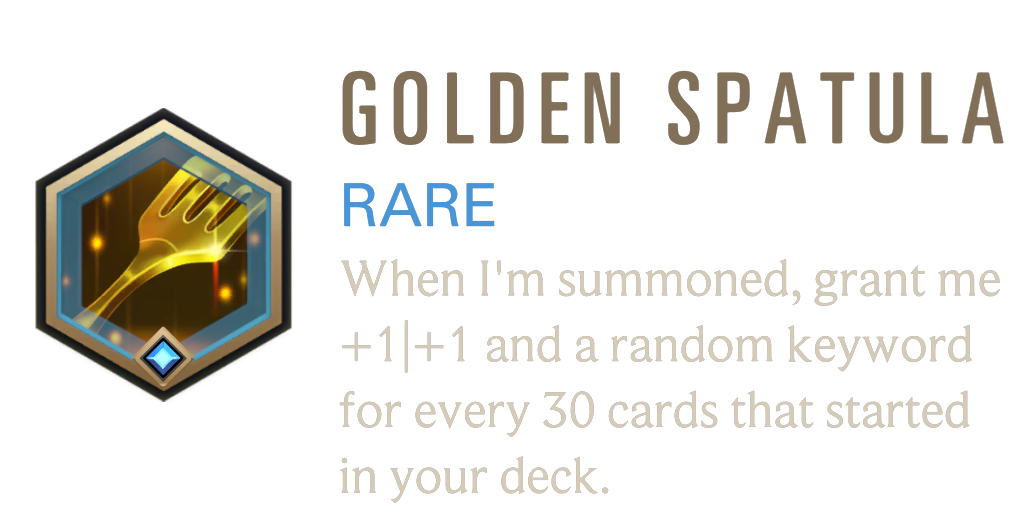 GOLDEN SPATULA
RARE
When I'm summoned, grant me
+1|+1 and a random keyword
for every 30 cards that started
in your deck.